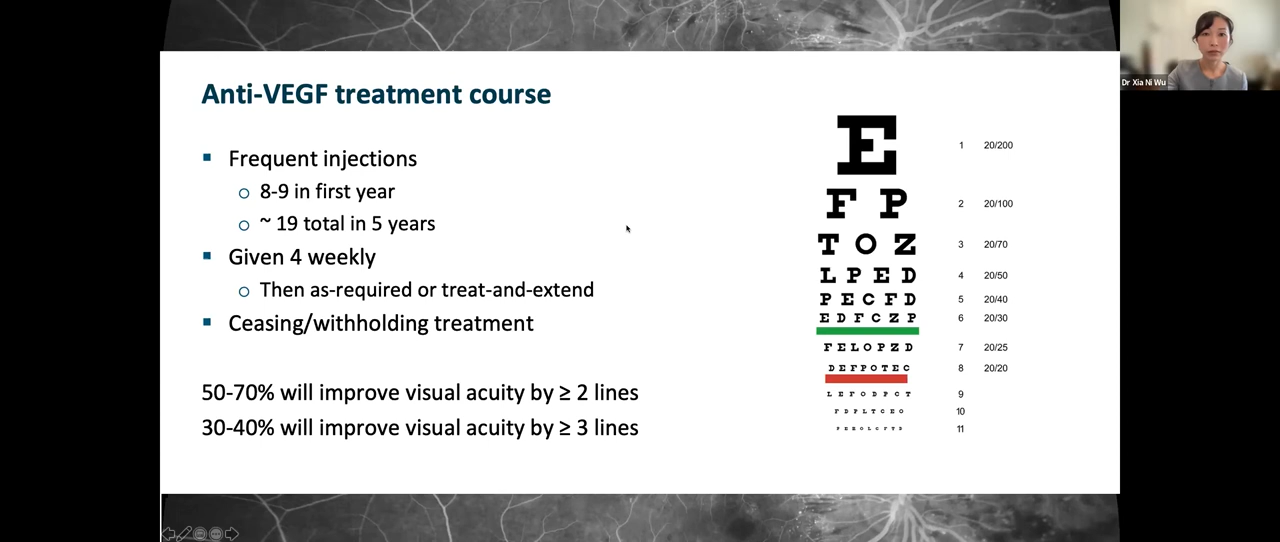 Dr Xia Ni Wu
Anti-VEGF treatment course
Frequent injections
8-9 in first year
~ 19 total in 5 years
Given 4 weekly
Then as-required or treat-and-extend
Ceasing/withholding treatment
50-70% will improve visual acuity by ≥ 2 lines
30-40% will improve visual acuity by ≥ 3 lines
E 1 20/200
F P 2 20/100
T O Z 3 20/70
L P E D 4 20/50
P E C F D 5 20/40
E D F C Z P 6 20/30
F E L O P Z D 7 20/25
D E F P O T E C 8 20/20
L E F O D P C T 9
F D P L T C E O 10
11